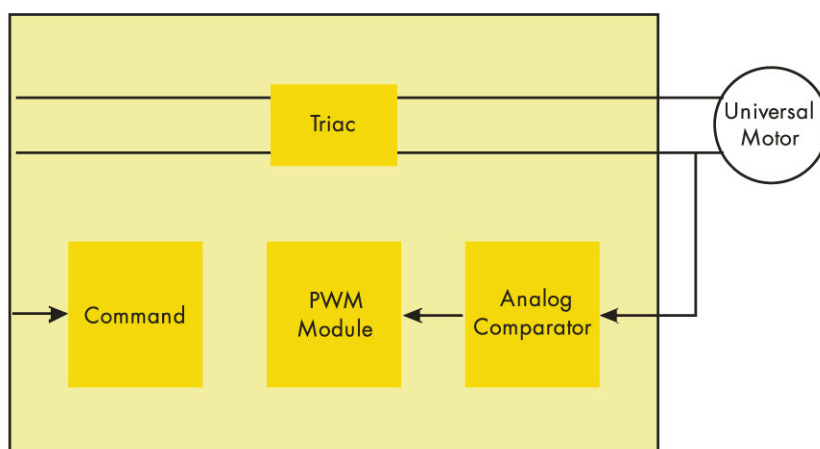 Triac
Universal
Motor
Command
PWM
Module
Analog
Comparator